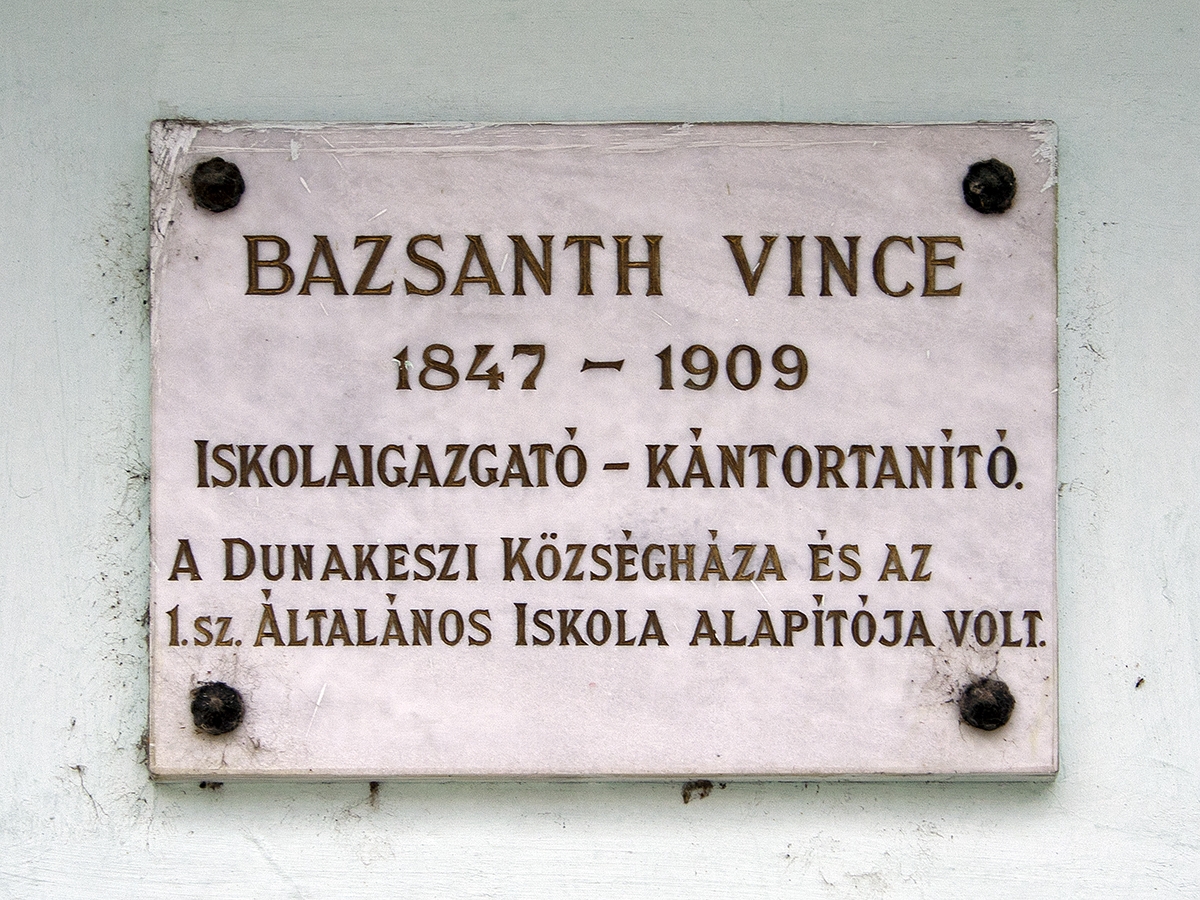 BAZSANTH VINCE
1847 - 1909
ISKOLAIGAZGATÓ - KÁNTORTANÍTÓ.
A DUNAKESZI KÖZSÉGHÁZA ÉS AZ
1. SZ. ÁLTALÁNOS ISKOLA ALAPÍTÓJA VOLT.